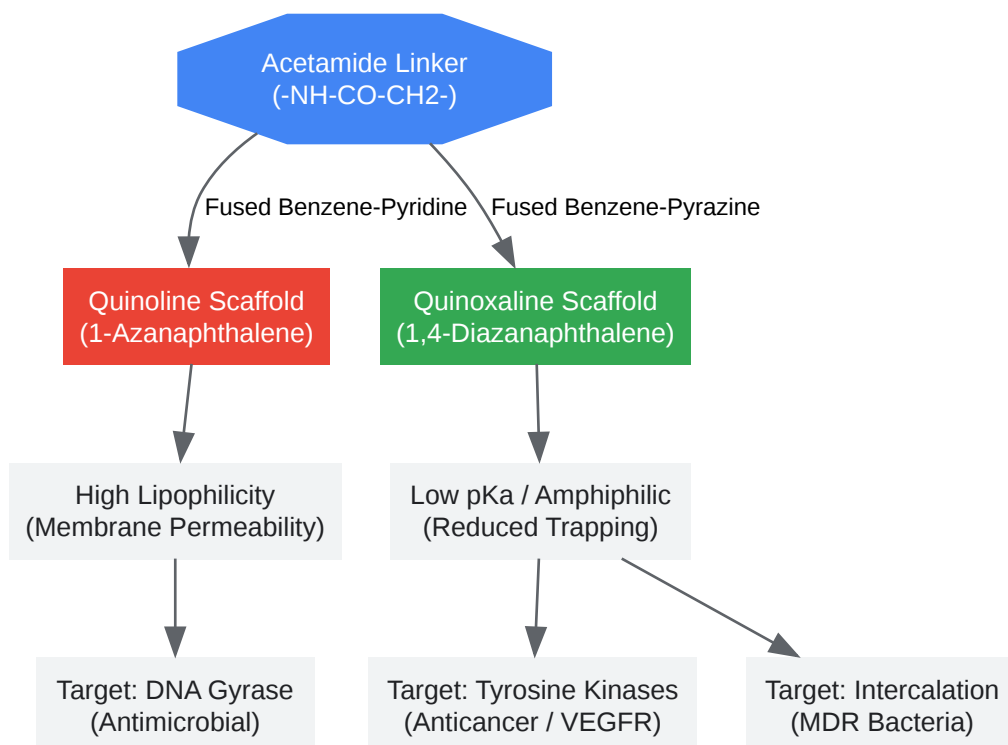 Acetamide Linker
(-NH-CO-CH2-)
Fused Benzene-Pyridine
Fused Benzene-Pyrazine
Quinoline Scaffold
(1-Azanaphthalene)
Quinoxaline Scaffold
(1,4-Diazanaphthalene)
High Lipophilicity
(Membrane Permeability)
Low pKa / Amphiphilic
(Reduced Trapping)
Target: DNA Gyrase
(Antimicrobial)
Target: Tyrosine Kinases
(Anticancer / VEGFR)
Target: Intercalation
(MDR Bacteria)